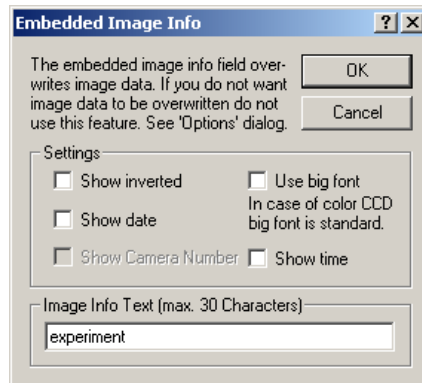 Embedded Image Info
The embedded image info field over-
writes image data. If you do not want
image data to be overwritten do not
use this feature. See 'Options' dialog.
OK
Cancel
Settings
Show inverted
Use big font
In case of color CCD
big font is standard.
Show date
Show Camera Number
Show time
Image Info Text (max. 30 Characters)
experiment